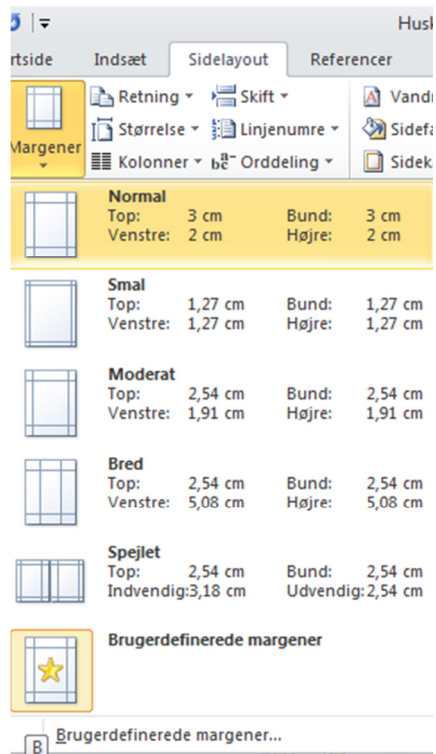 Husk
rtside Indsæt Sidelayout Referencer
Margener
Retning Skift Vandr
Størrelse Linjenumre Sidefa
Kolonner Orddeling Sideka
Normal
Top: 3 cm Bund: 3 cm
Venstre: 2 cm Højre: 2 cm
Smal
Top: 1,27 cm Bund: 1,27 cm
Venstre: 1,27 cm Højre: 1,27 cm
Moderat
Top: 2,54 cm Bund: 2,54 cm
Venstre: 1,91 cm Højre: 1,91 cm
Bred
Top: 2,54 cm Bund: 2,54 cm
Venstre: 5,08 cm Højre: 5,08 cm
Spejlet
Top: 2,54 cm Bund: 2,54 cm
Indvendig:3,18 cm Udvendig:2,54 cm
Brugerdefinerede margener
Brugerdefinerede margener...
B